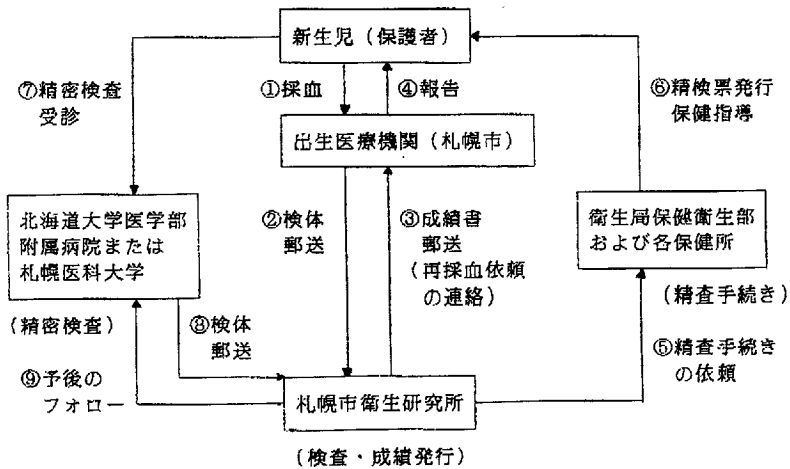 新生児（保護者）
⑦精密検査
受診
①採血
④報告
⑥精検票発行
保健指導
出生医療機関（札幌市）
北海道大学医学部
附属病院または
札幌医科大学
(精密検査)
②検体
郵送
③成績書
郵送
(再採血依頼
の連絡)
衛生局保健衛生部
および各保健所
(精査手続き)
⑧検体
郵送
⑤精査手続き
の依頼
⑨予後の
フォロー
札幌市衛生研究所
(検査・成績発行)